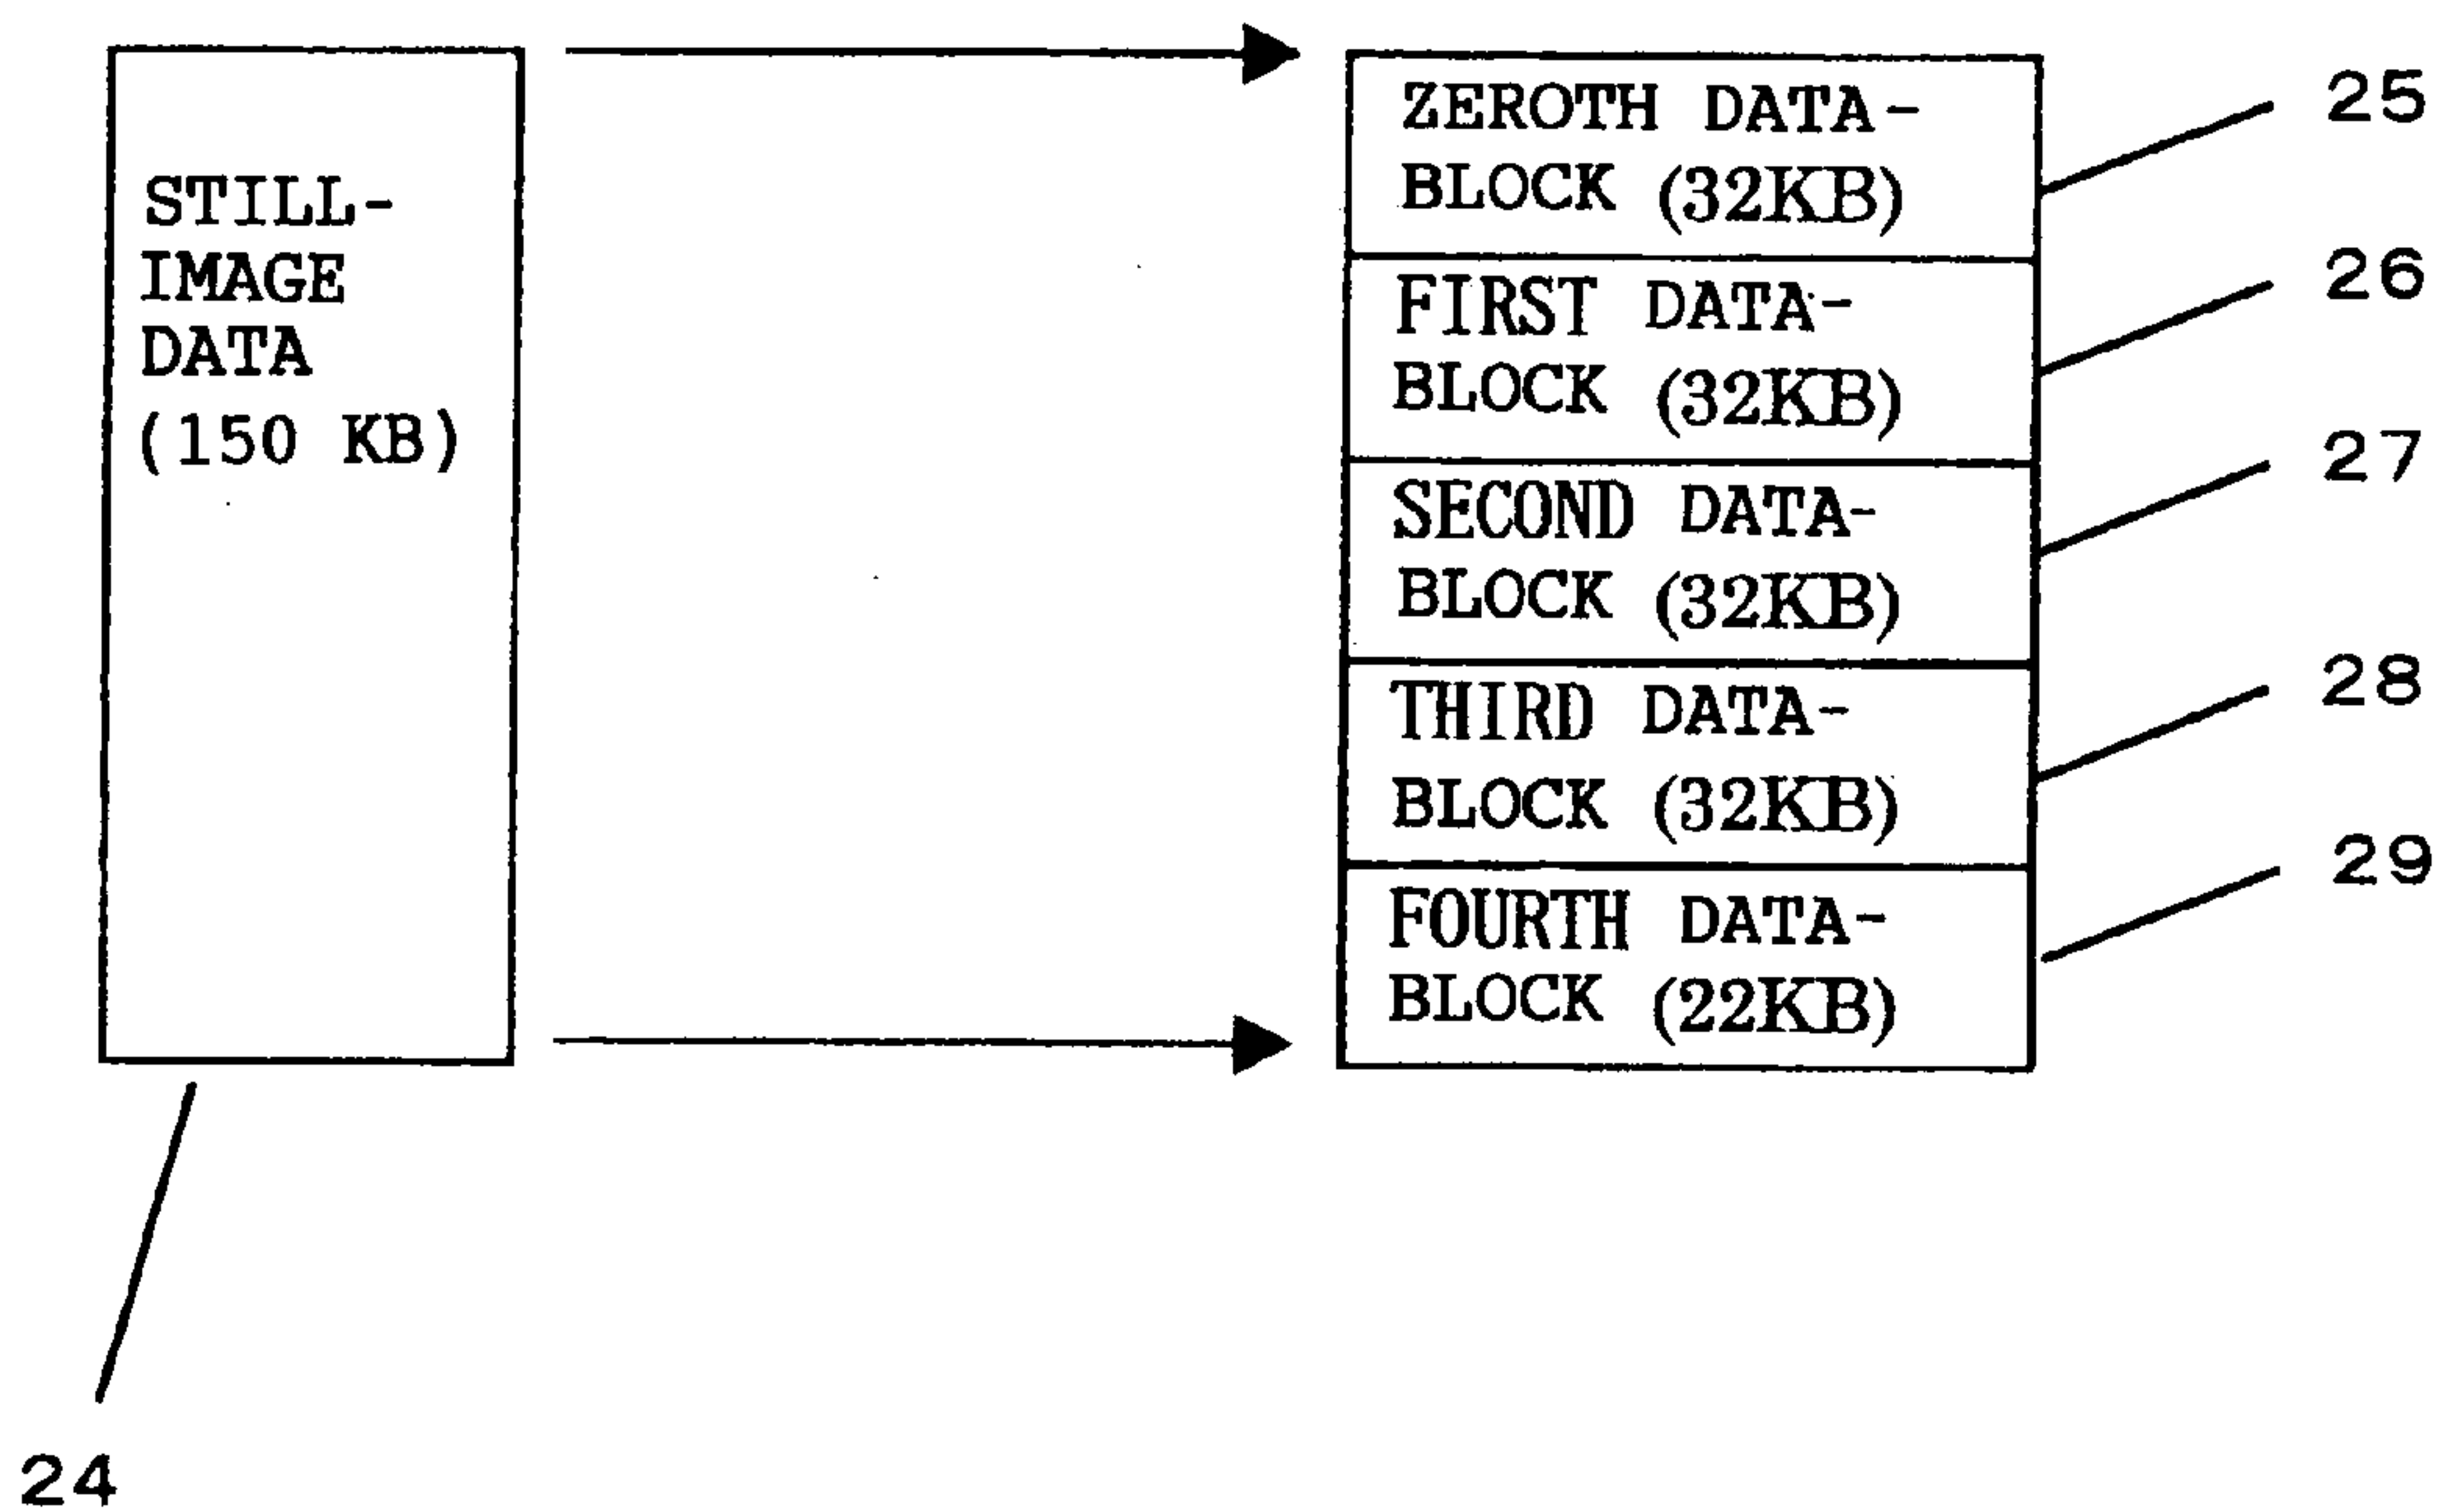 STILL-
IMAGE
DATA
(150 KB)
24
ZEROTH DATA-
BLOCK (32KB)
25
FIRST DATA-
BLOCK (32KB)
26
SECOND DATA-
BLOCK (32KB)
27
THIRD DATA-
BLOCK (32KB)
28
FOURTH DATA-
BLOCK (22KB)
29